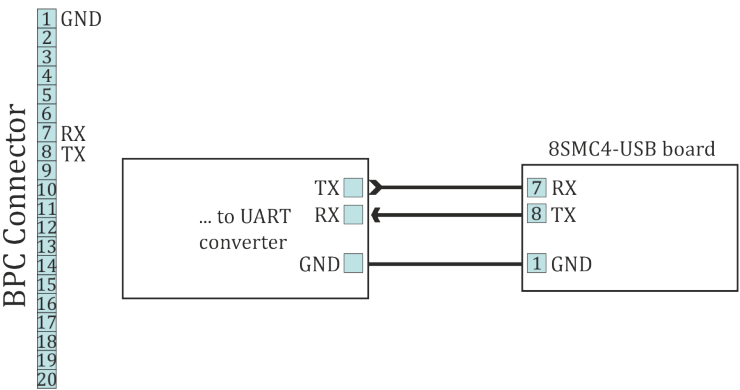 BPC Connector
1 GND
2
3
4
5
6
7 RX
8 TX
9
10
11
12
13
14
15
16
17
18
19
20
... to UART
converter
TX
RX
GND
8SMC4-USB board
7 RX
8 TX
1 GND